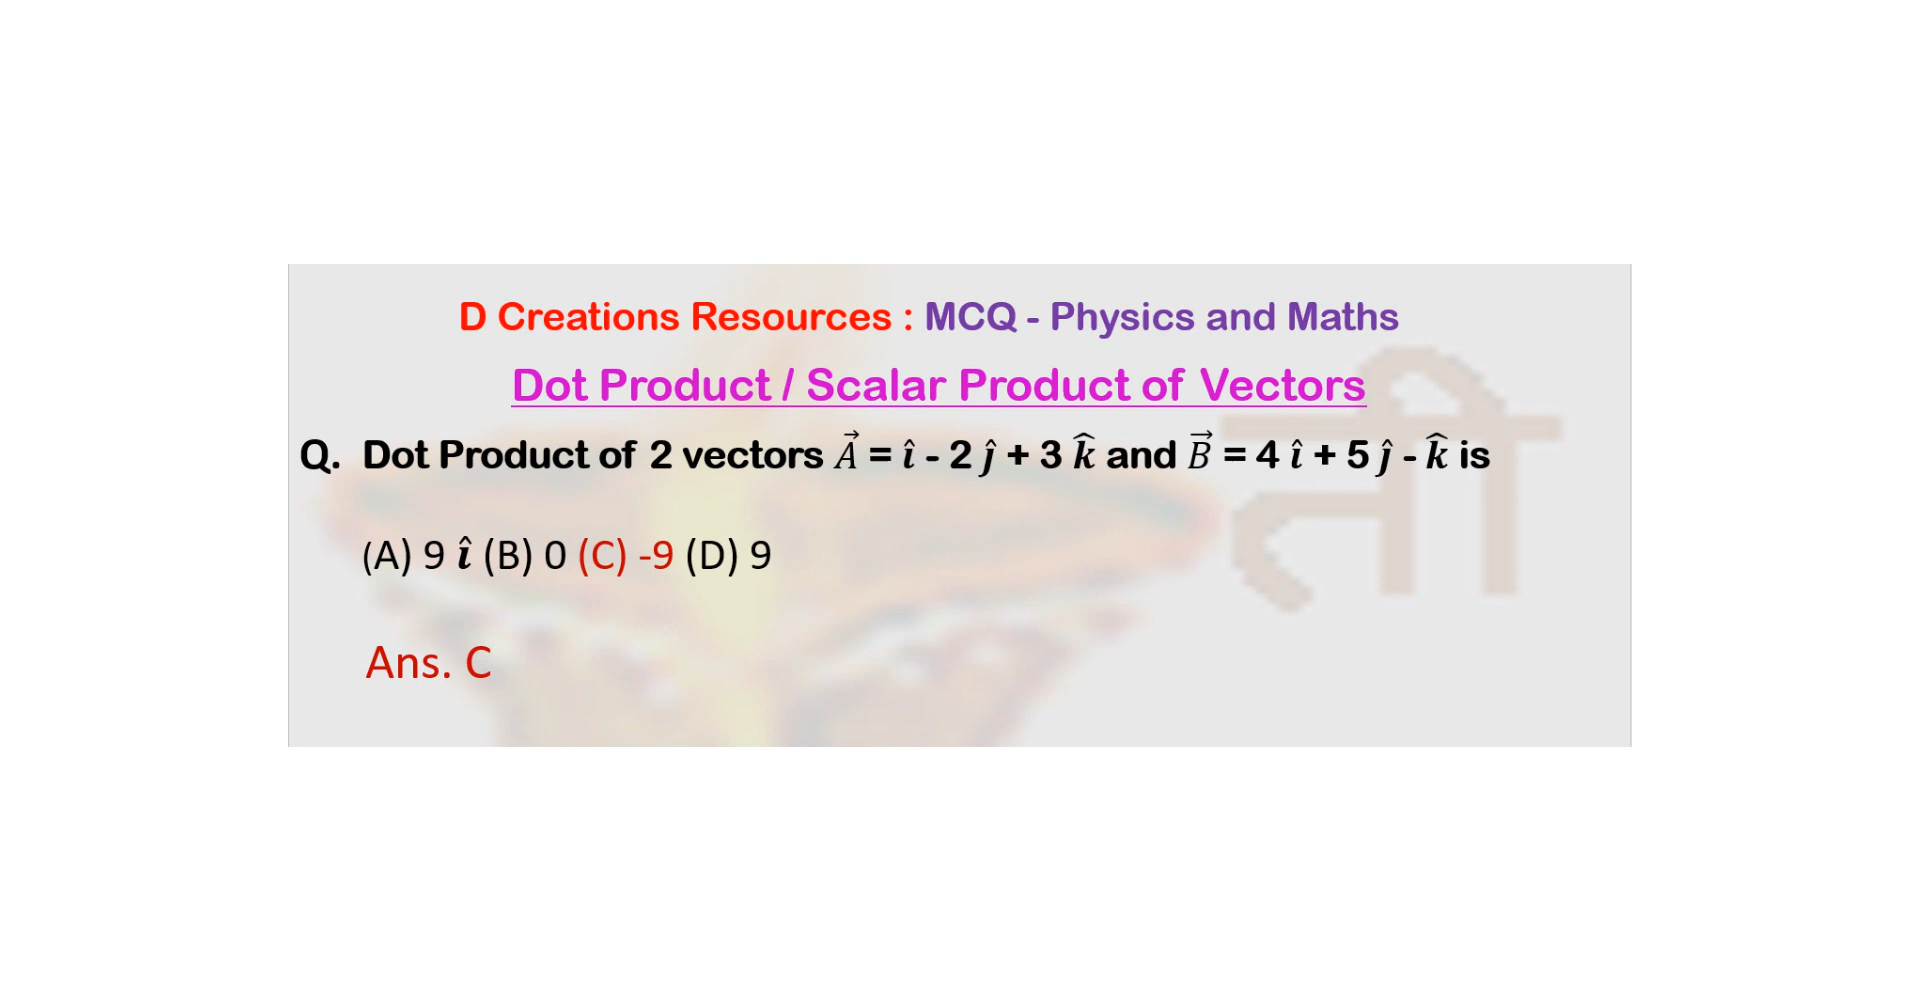 D Creations Resources : MCQ - Physics and Maths
Dot Product / Scalar Product of Vectors
Q. Dot Product of 2 vectors A⃗ = î - 2 ĵ + 3 k̂ and B⃗ = 4 î + 5 ĵ - k̂ is
(A) 9 î (B) 0 (C) -9 (D) 9
Ans. C
ती